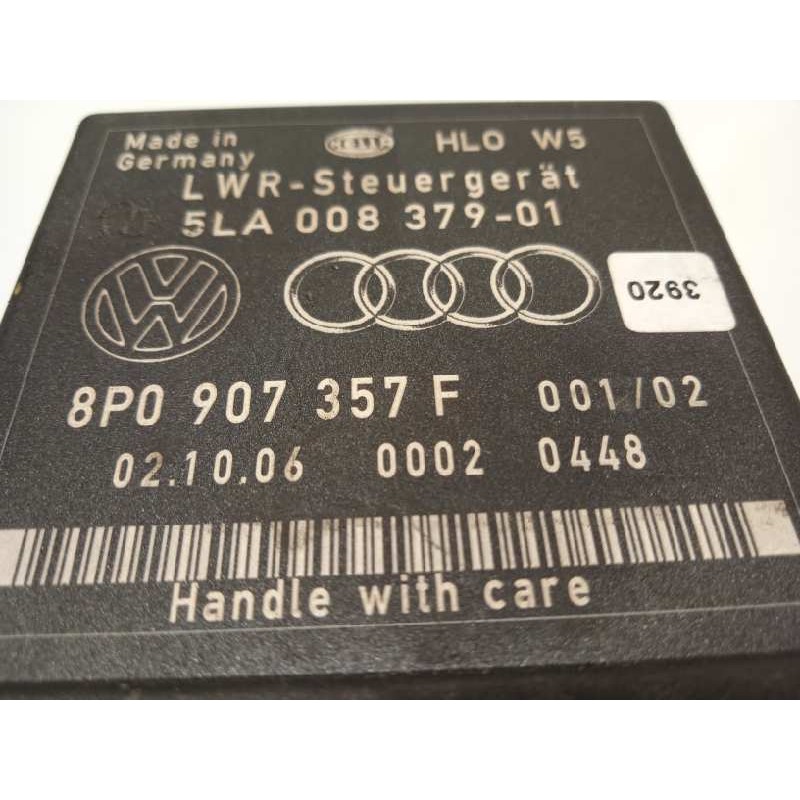 Made in
Germany
HELLA
HLO W5
LWR-Steuergerät
5LA 008 379-01
3920
8P0 907 357 F 001/02
02.10.06 0002 0448
Handle with care